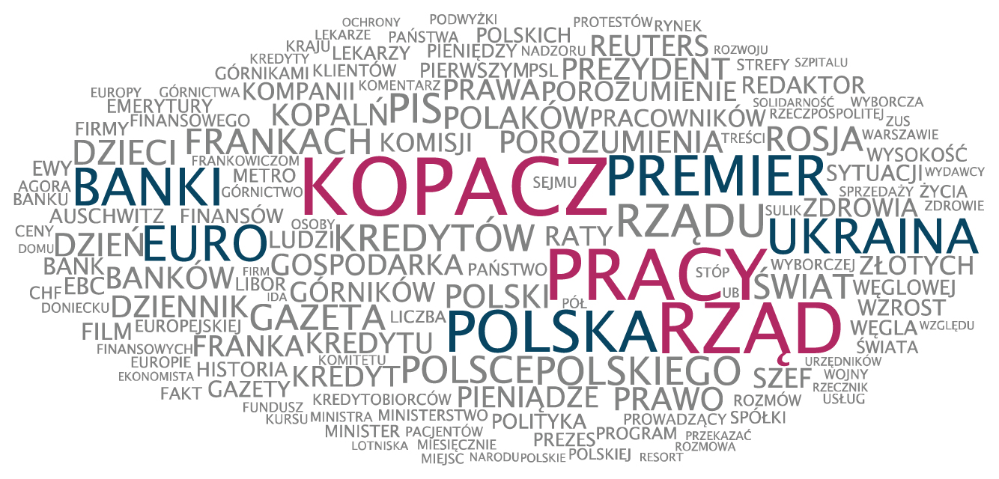 OCHRONY PODWYŻKI PROTESTÓW RYNEK
LEKARZE PAŃSTWA POLSKICH
KRAJU LEKARZY PIENIĘDZY NADZORU REUTERS ROZWOJU
KREDYTY STREFY SZPITALU
GÓRNIKAMI KLIENTÓW PIERWSZYM PSL PREZYDENT
EUROPY GÓRNICTWA KOMPANII KOMENTARZ PRAWA POROZUMIENIE REDAKTOR
EMERYTURY SOLIDARNOŚĆ WYBORCZA
FIRMY FINANSOWEGO KOPALŃ PIS POLAKÓW PRACOWNIKÓW RZECZPOSPOLITEJ ZUS
DZIECI FRANKACH KOMISJI POROZUMIENIA TREŚCI ROSJA WARSZAWIE
EWY FRANKOWICZOM WYSOKOŚĆ
AGORA BANKI METRO KOPACZ SEJMU PREMIER SYTUACJI WYDAWCY
BANKU GÓRNICTWO SPRZEDAŻY ŻYCIA
AUSCHWITZ FINANSÓW RZĄDU SULIK ZDROWIA ZDROWIE
CENY OSOBY
DOMU DZIEŃ EURO LUDZI KREDYTÓW RATY UKRAINA
BANK BANKÓW FIRM GOSPODARKA PAŃSTWO PRACY STÓP WYBORCZEJ ZŁOTYCH
CHF EBC LIBOR IDA GÓRNIKÓW POLSKI PÓŁ UB ŚWIAT WĘGLOWEJ
DONIECKU DZIENNIK GAZETA LICZBA WZROST
FILM EUROPEJSKIEJ POLSKA RZĄD WĘGLA WZGLĘDU
FINANSOWYCH FRANKA KREDYTU ŚWIATA
EUROPIE KOMITETU URZĘDNIKÓW
EKONOMISTA HISTORIA KREDYT POLSCE POLSKIEGO SZEF WOJNY
FAKT GAZETY RZECZNIK
KREDYTOBIORCÓW PIENIĄDZE PRAWO ROZMÓW USŁUG
FUNDUSZ
KURSU MINISTRA MINISTERSTWO POLITYKA PROWADZĄCY SPÓŁKI
MINISTER PACJENTÓW PREZES PROGRAM PRZEKAZAĆ
LOTNISKA MIESIĘCZNIE ROZMOWA
MIEJSC NARODU POLSKIE POLSKIEJ RESORT